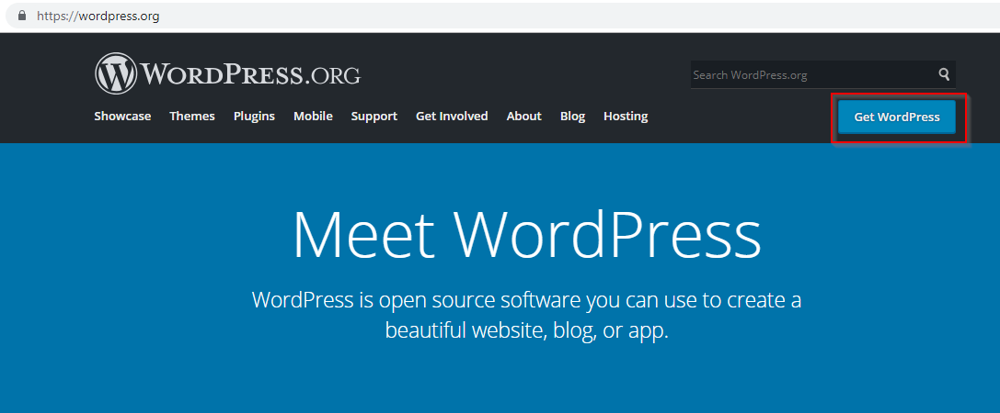 https://wordpress.org
WORDPRESS.ORG
Search WordPress.org
Showcase Themes Plugins Mobile Support Get Involved About Blog Hosting
Get WordPress
Meet WordPress
WordPress is open source software you can use to create a
beautiful website, blog, or app.